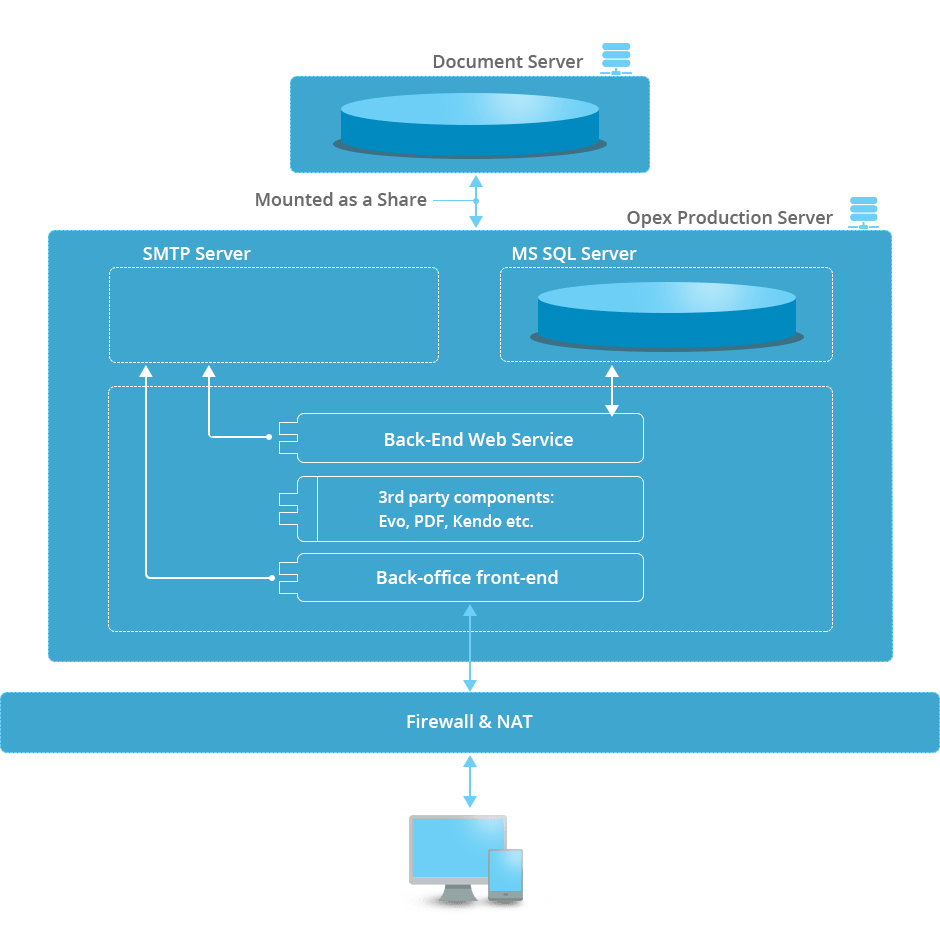 Document Server
Mounted as a Share
Opex Production Server
SMTP Server
MS SQL Server
Back-End Web Service
3rd party components:
Evo, PDF, Kendo etc.
Back-office front-end
Firewall & NAT